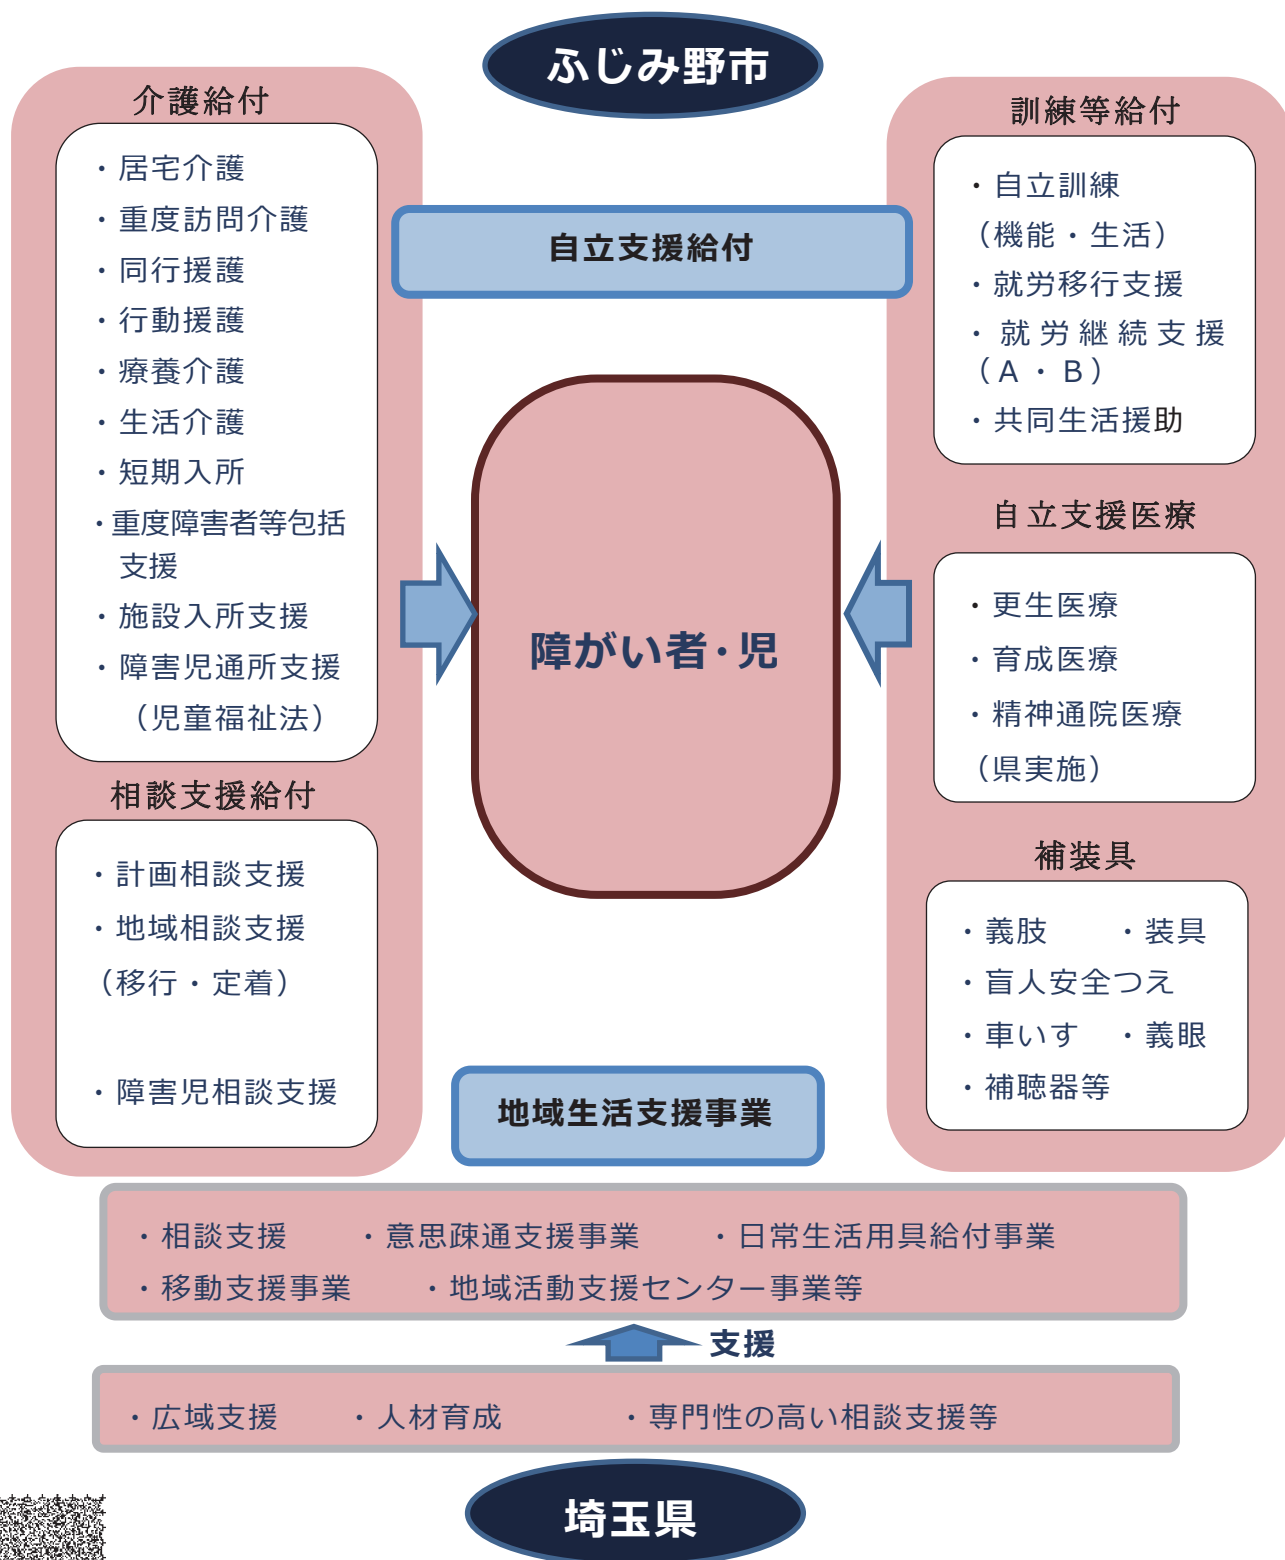 ふじみ野市
介護給付
・居宅介護
・重度訪問介護
・同行援護
・行動援護
・療養介護
・生活介護
・短期入所
・重度障害者等包括
支援
・施設入所支援
・障害児通所支援
（児童福祉法）
相談支援給付
・計画相談支援
・地域相談支援
（移行・定着）
・障害児相談支援
自立支援給付
障がい者・児
訓練等給付
・自立訓練
（機能・生活）
・就労移行支援
・就労継続支援
（Ａ・Ｂ）
・共同生活援助
自立支援医療
・更生医療
・育成医療
・精神通院医療
（県実施）
補装具
・義肢　　・装具
・盲人安全つえ
・車いす　・義眼
・補聴器等
地域生活支援事業
・相談支援　　・意思疎通支援事業　　・日常生活用具給付事業
・移動支援事業　　・地域活動支援センター事業等
支援
・広域支援　　・人材育成　　　・専門性の高い相談支援等
埼玉県